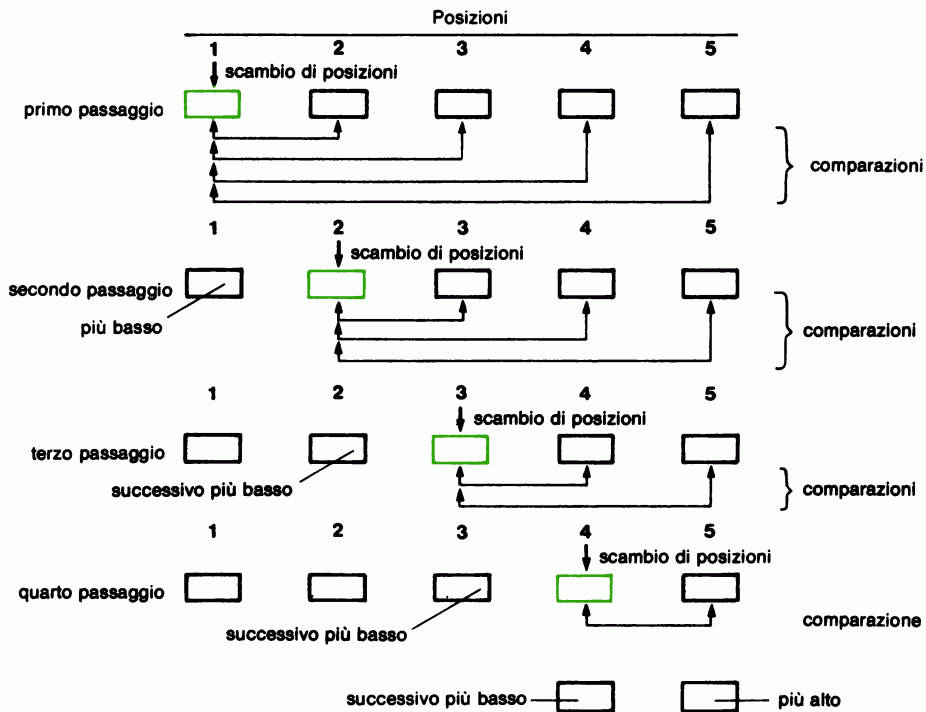 Posizioni
1 2 3 4 5
scambio di posizioni
primo passaggio
comparazioni
1 2 3 4 5
scambio di posizioni
secondo passaggio
più basso
comparazioni
1 2 3 4 5
scambio di posizioni
terzo passaggio
successivo più basso
comparazioni
1 2 3 4 5
scambio di posizioni
quarto passaggio
successivo più basso
comparazione
successivo più basso
più alto